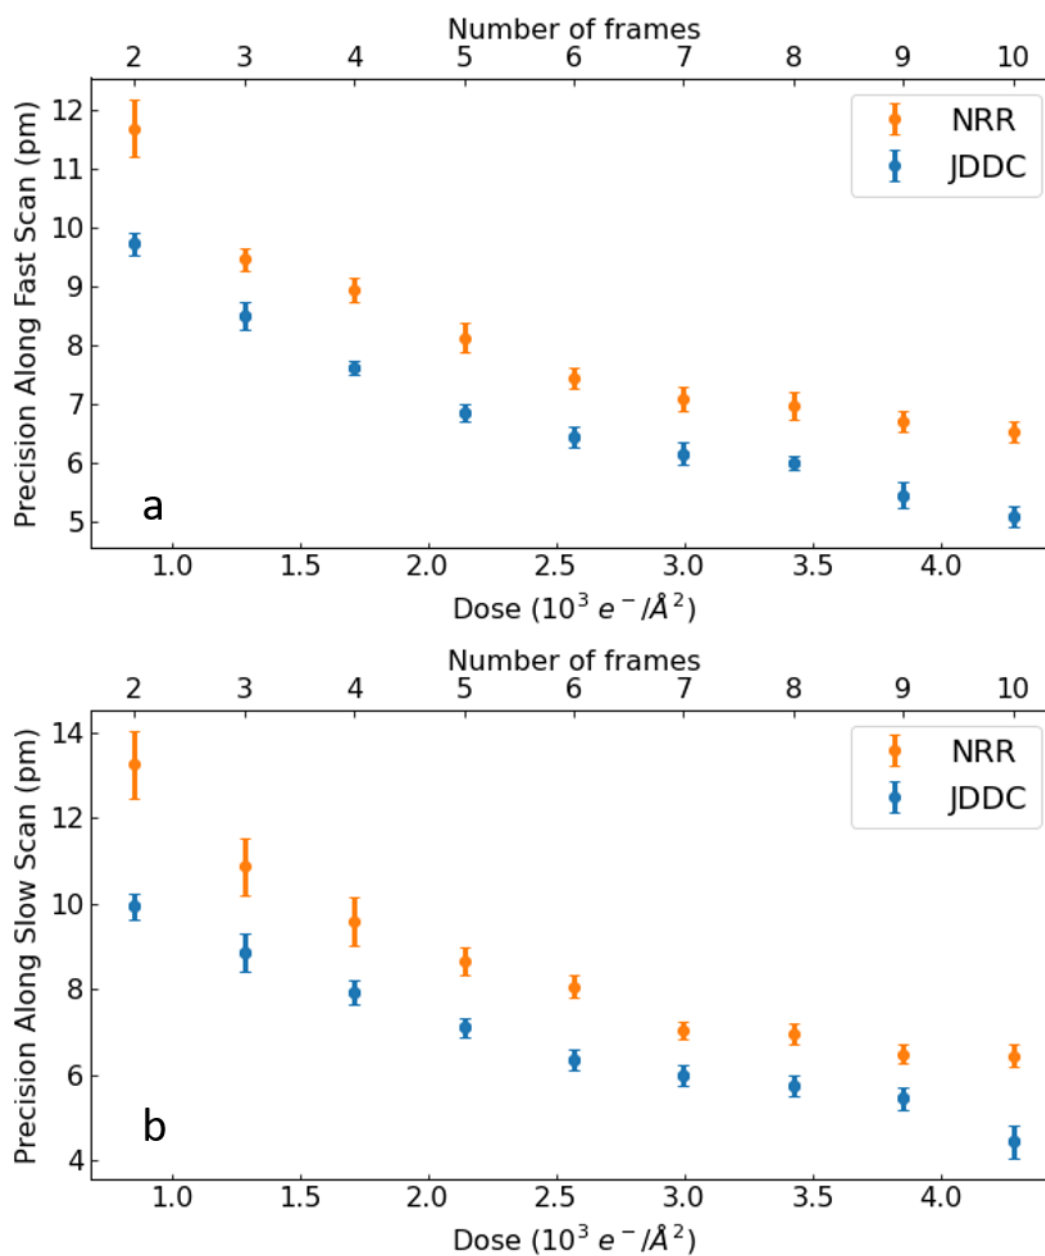 Number of frames
2 3 4 5 6 7 8 9 10
Precision Along Fast Scan (pm)
12
11
10
9
8
7
6
5
NRR
JDDC
a
1.0 1.5 2.0 2.5 3.0 3.5 4.0
Dose (10³ e⁻/Å²)
Number of frames
2 3 4 5 6 7 8 9 10
Precision Along Slow Scan (pm)
14
12
10
8
6
4
NRR
JDDC
b
1.0 1.5 2.0 2.5 3.0 3.5 4.0
Dose (10³ e⁻/Å²)